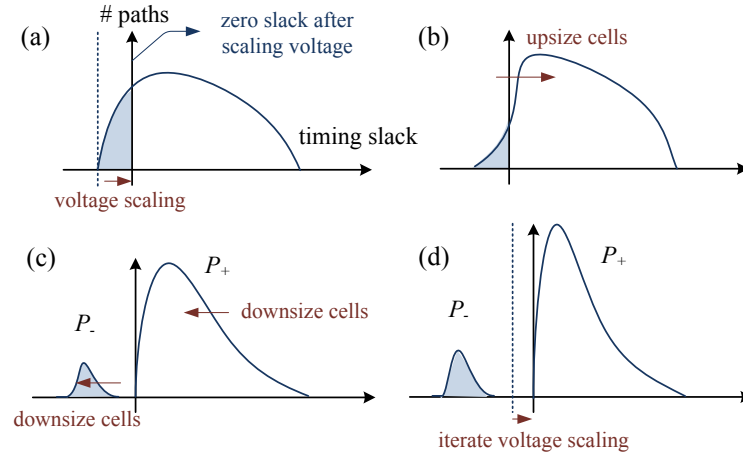 (a)
# paths
zero slack after
scaling voltage
timing slack
voltage scaling
(b)
upsize cells
(c)
P+
P-
downsize cells
downsize cells
(d)
P+
P-
iterate voltage scaling